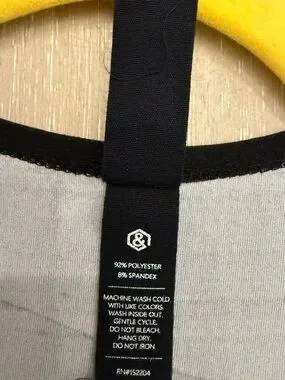 &
92% POLYESTER
8% SPANDEX
MACHINE WASH COLD
WITH LIKE COLORS.
WASH INSIDE OUT.
GENTLE CYCLE.
DO NOT BLEACH.
HANG DRY.
DO NOT IRON.
RN#152204